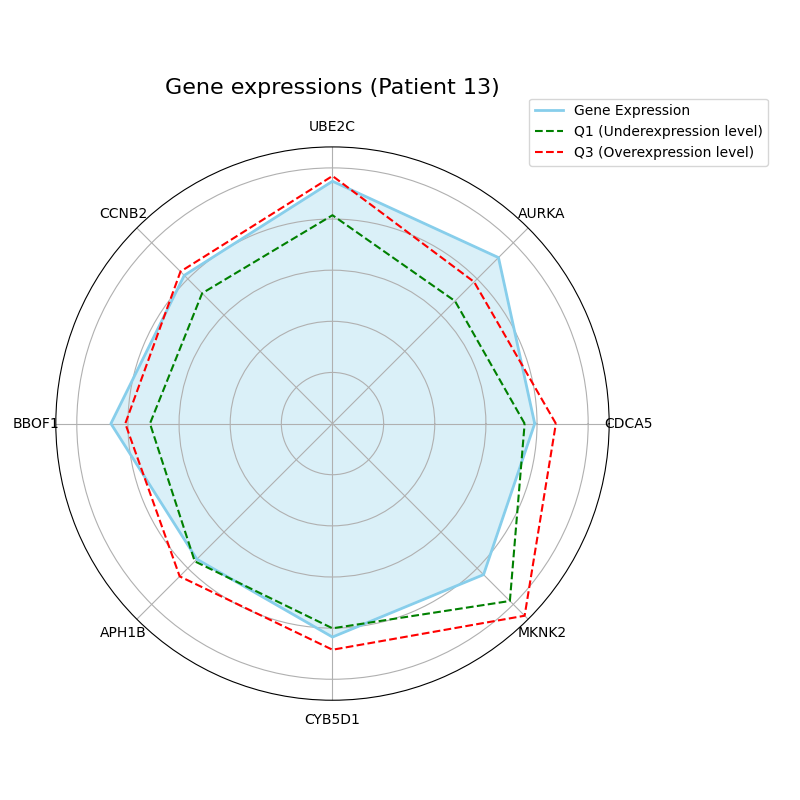 Gene expressions (Patient 13)
Gene Expression
Q1 (Underexpression level)
Q3 (Overexpression level)
UBE2C
CCNB2
AURKA
BBOF1
CDCA5
APH1B
MKNK2
CYB5D1